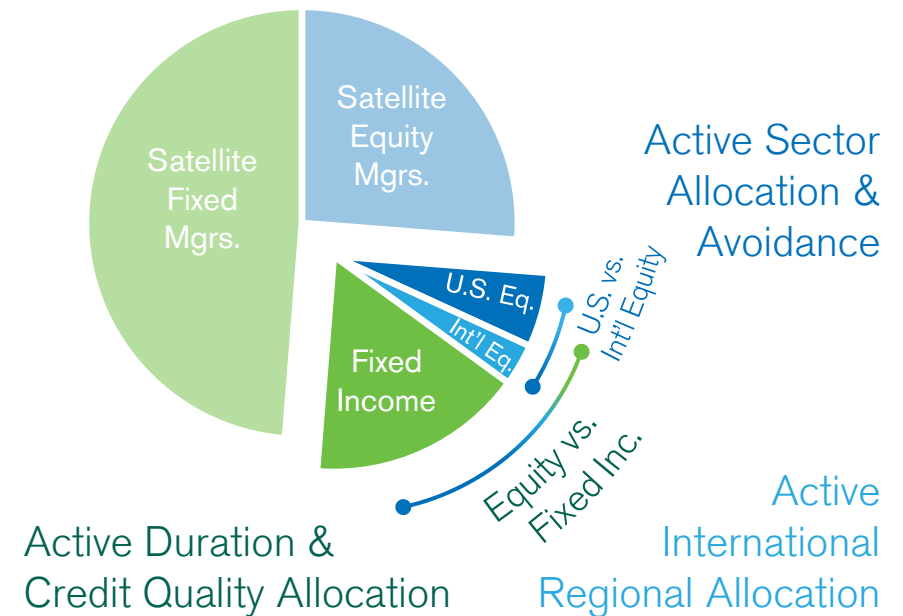 Satellite
Equity
Mgrs.
Satellite
Fixed
Mgrs.
Active Sector
Allocation &
Avoidance
U.S. Eq.
Int'l Eq.
U.S. vs.
Int'l Equity
Fixed
Income
Equity vs.
Fixed Inc.
Active Duration &
Credit Quality Allocation
Active
International
Regional Allocation